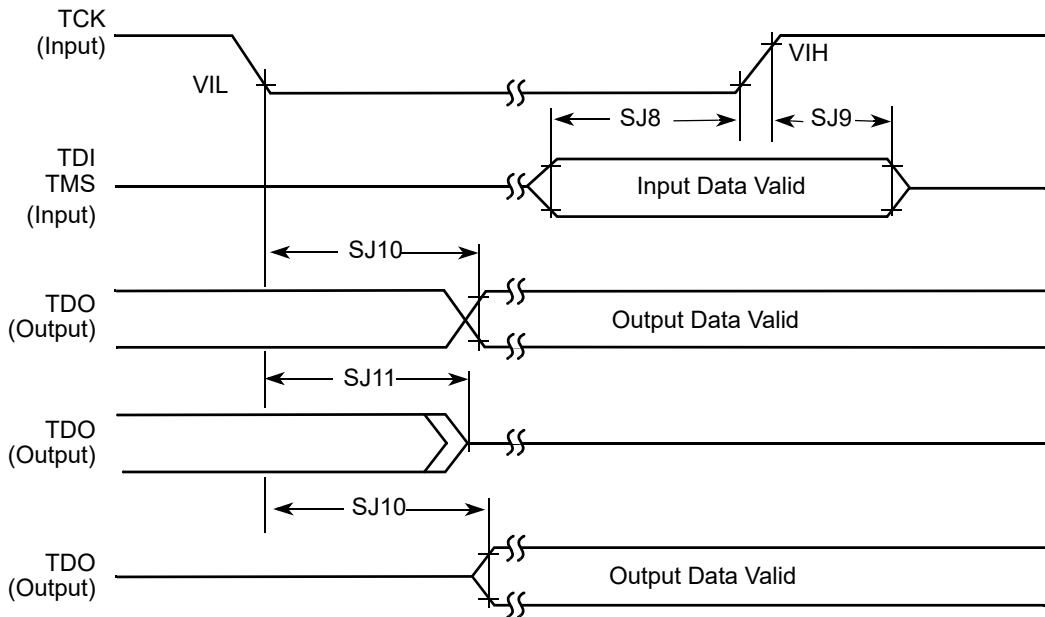 TCK
(Input)
VIL
VIH
SJ8
SJ9
TDI
TMS
(Input)
Input Data Valid
SJ10
TDO
(Output)
Output Data Valid
SJ11
TDO
(Output)
SJ10
TDO
(Output)
Output Data Valid